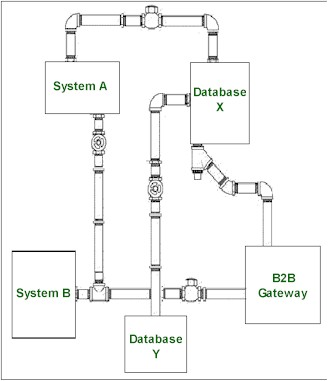 System A
Database
X
System B
B2B
Gateway
Database
Y